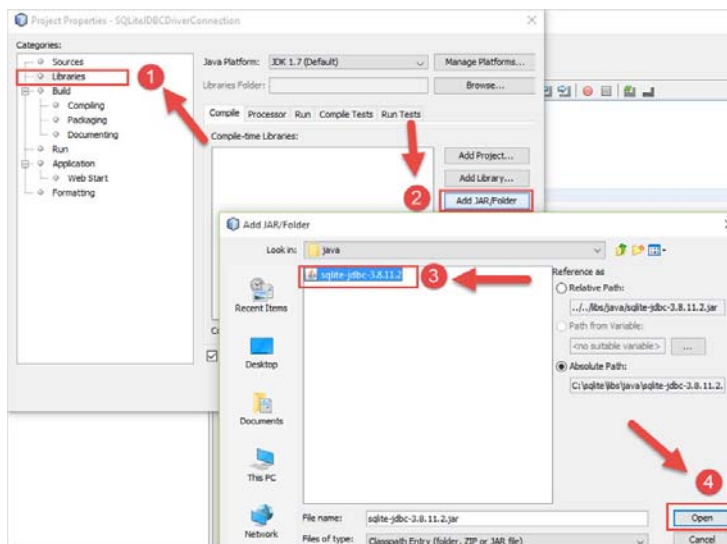 Project Properties - SQLiteJDBCDriverConnection
Categories:
Sources
Libraries
Build
Compiling
Packaging
Documenting
Run
Application
Web Start
Formatting
1
Java Platform: JDK 1.7 (Default) Manage Platforms...
Libraries Folder: Browse...
Compile Processor Run Compile Tests Run Tests
Compile-time Libraries:
Add Project...
Add Library...
2 Add JAR/Folder
Add JAR/Folder
Look in: java
sqlite-jdbc-3.8.11.2 3
Recent Items
Desktop
Documents
This PC
Network
Reference as
Relative Path:
../../libs/java/sqlite-jdbc-3.8.11.2.jar
Path from Variable:
<no suitable variable> ...
Absolute Path:
C:\sqlite\libs\java\sqlite-jdbc-3.8.11.2.
4
File name: sqlite-jdbc-3.8.11.2.jar Open
Files of type: Classpath Entry (folder, ZIP or JAR file) Cancel